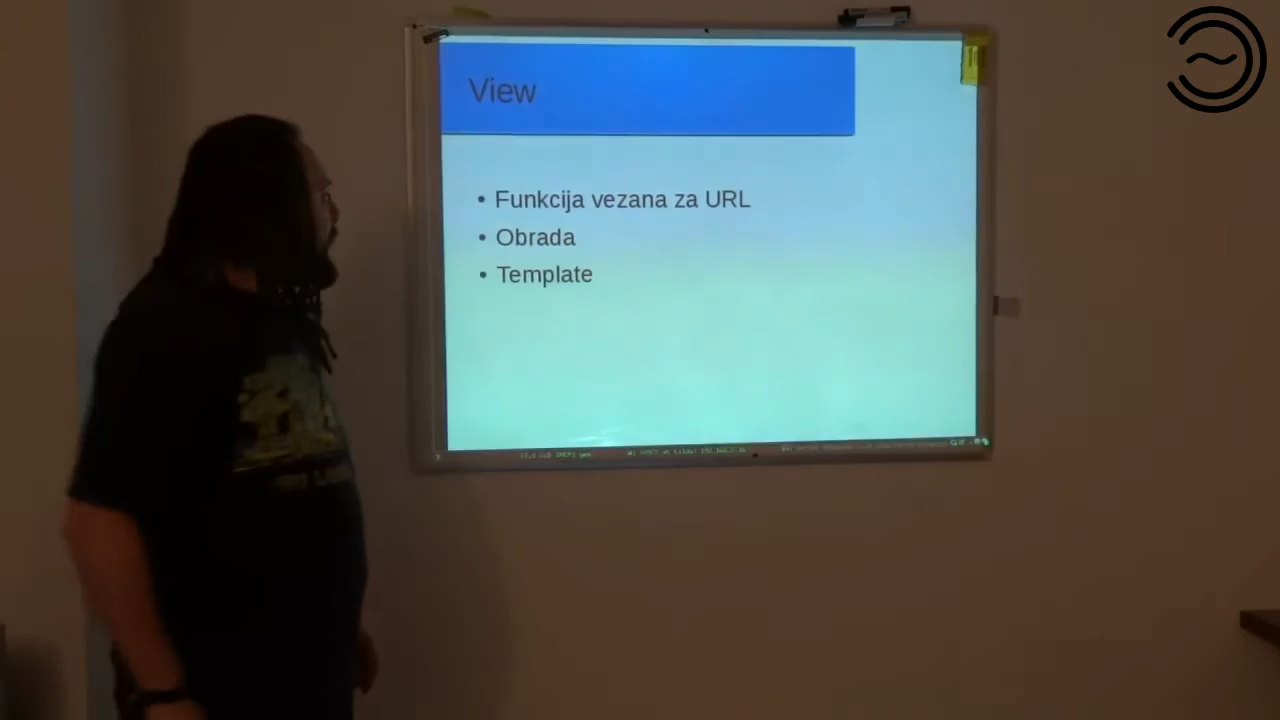 View
• Funkcija vezana za URL
• Obrada
• Template